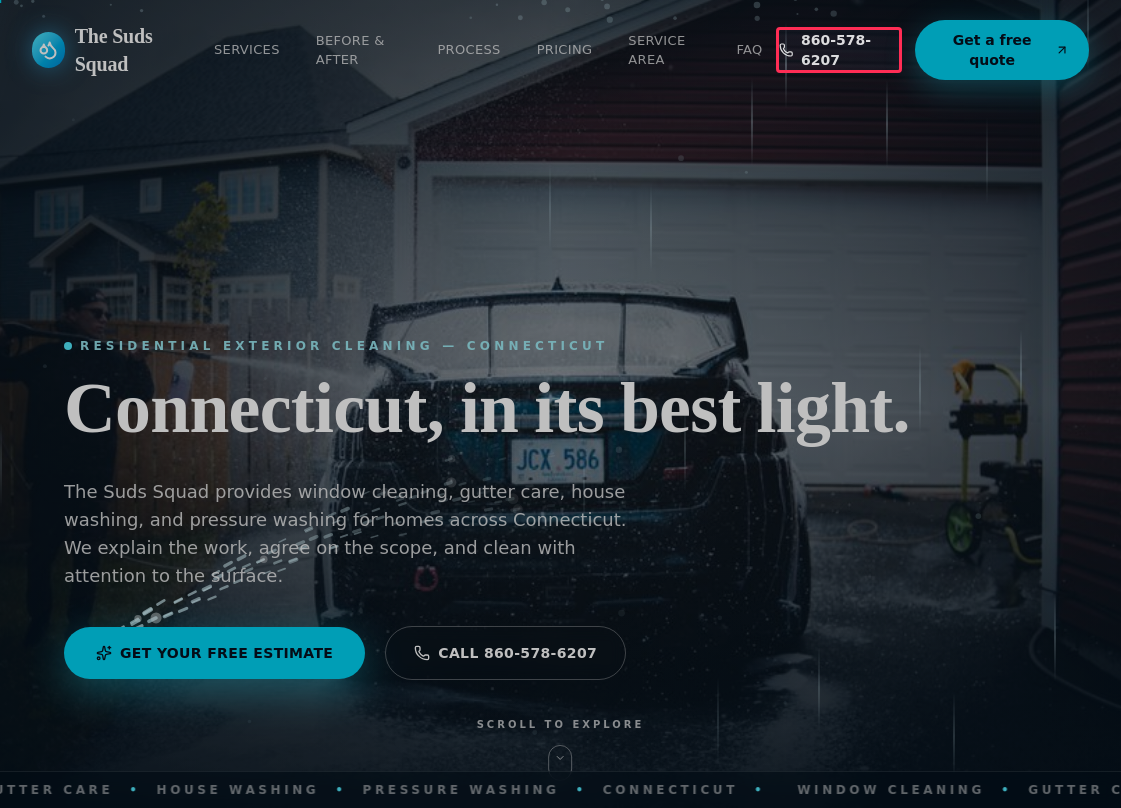 The Suds
Squad
SERVICES
BEFORE &
AFTER
PROCESS
PRICING
SERVICE
AREA
FAQ
860-578-
6207
Get a free
quote
RESIDENTIAL EXTERIOR CLEANING — CONNECTICUT
Connecticut, in its best light.
JCX 586
The Suds Squad provides window cleaning, gutter care, house
washing, and pressure washing for homes across Connecticut.
We explain the work, agree on the scope, and clean with
attention to the surface.
GET YOUR FREE ESTIMATE
CALL 860-578-6207
SCROLL TO EXPLORE
UTTER CARE • HOUSE WASHING • PRESSURE WASHING • CONNECTICUT • WINDOW CLEANING • GUTTER C